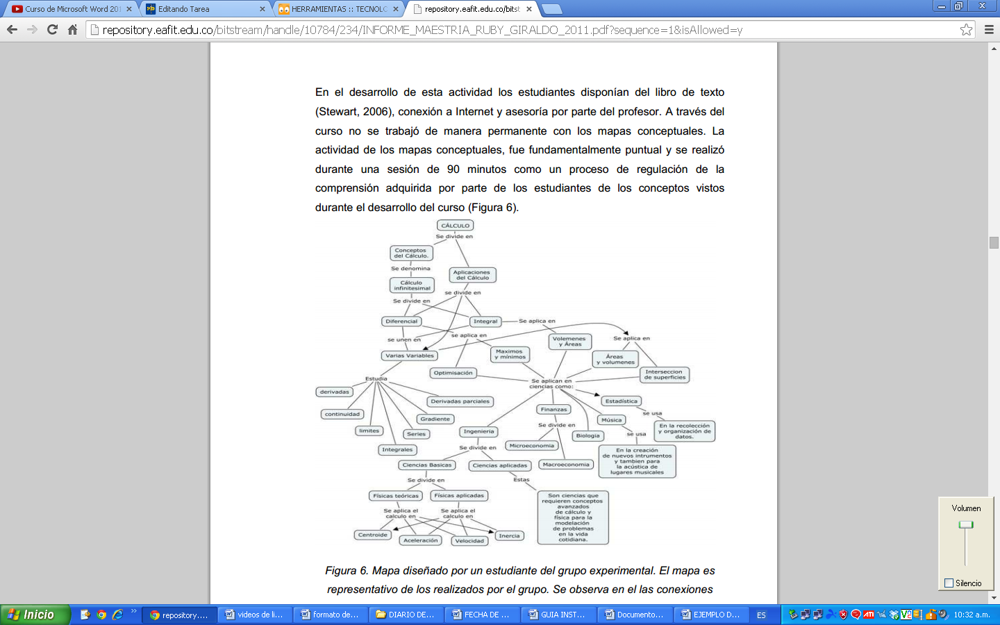 Curso de Microsoft Word 201
Editando Tarea
HERRAMIENTAS :: TECNOLO
repository.eafit.edu.co/bitst
repository.eafit.edu.co/bitstream/handle/10784/234/INFORME_MAESTRIA_RUBY_GIRALDO_2011.pdf?sequence=1&isAllowed=y
En el desarrollo de esta actividad los estudiantes disponían del libro de texto
(Stewart, 2006), conexión a Internet y asesoría por parte del profesor. A través del
curso no se trabajó de manera permanente con los mapas conceptuales. La
actividad de los mapas conceptuales, fue fundamentalmente puntual y se realizó
durante una sesión de 90 minutos como un proceso de regulación de la
comprensión adquirida por parte de los estudiantes de los conceptos vistos
durante el desarrollo del curso (Figura 6).
CÁLCULO
Se divide en
Conceptos
del Cálculo.
Se denomina
Aplicaciones
del Cálculo
Cálculo
infinitesimal
se divide en
Se divide en
Diferencial
Integral
Se aplica en
se unen en
se aplica en
Volemenes
y Áreas
Se aplica en
Varias Variables
Maximos
y mínimos
Áreas
y volumenes
Optimisación
Interseccion
de superficies
Estudia
Se aplican en
ciencias como:
derivadas
Derivadas parciales
Estadística
continuidad
Gradiente
Finanzas
se usa
limites
Series
Música
En la recolección
y organización de
datos.
Integrales
Ingenieria
Se divide en
Biología
se usa
Microeconomia
Macroeconomia
En la creación
de nuevos intrumentos
y tambien para
la acústica de
lugares musicales
Se divide en
Ciencias Basicas
Ciencias aplicadas
Se divide en
Estas
Físicas teóricas
Físicas aplicadas
Son ciencias que
requieren conceptos
avanzados
de cálculo y
física para la
modelación
de problemas
en la vida
cotidiana.
Se aplica el
calculo en
Se aplica el
calculo en
Centroide
Aceleración
Velocidad
Inercia
Figura 6. Mapa diseñado por un estudiante del grupo experimental. El mapa es
representativo de los realizados por el grupo. Se observa en el las conexiones
Volumen
Silencio
Inicio
repository....
videos de li...
formato de...
DIARIO DE...
FECHA DE ...
GUIA INST...
Documento...
EJEMPLO D...
ES
10:32 a.m.